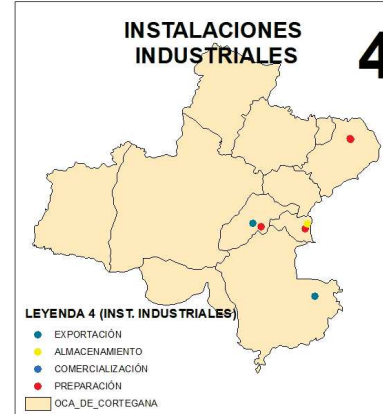 INSTALACIONES
INDUSTRIALES
4
LEYENDA 4 (INST. INDUSTRIALES)
EXPORTACIÓN
ALMACENAMIENTO
COMERCIALIZACIÓN
PREPARACIÓN
OCA_DE_CORTEGANA